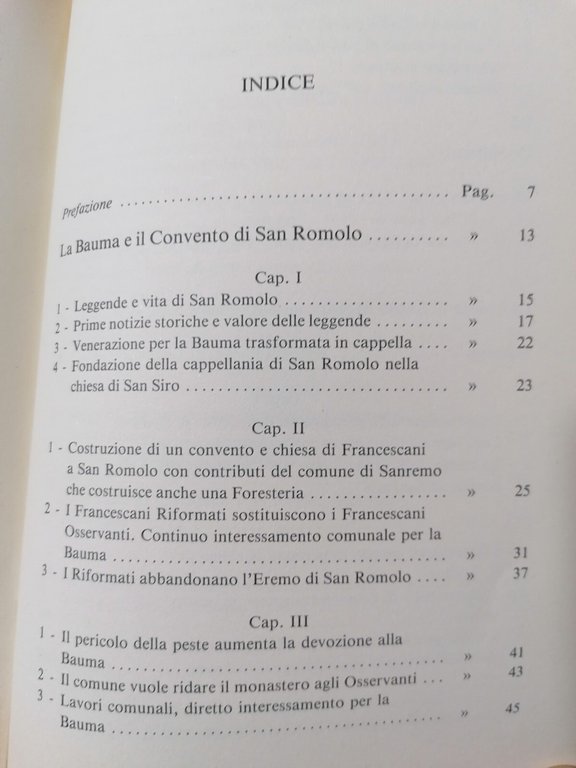 INDICE
Prefazione ............................................. Pag. 7
La Bauma e il Convento di San Romolo .......... » 13
Cap. I
1 - Leggende e vita di San Romolo ..................... » 15
2 - Prime notizie storiche e valore delle leggende ......... » 17
3 - Venerazione per la Bauma trasformata in cappella .... » 22
4 - Fondazione della cappellania di San Romolo nella
chiesa di San Siro ................................. » 23
Cap. II
1 - Costruzione di un convento e chiesa di Francescani
a San Romolo con contributi del comune di Sanremo
che costruisce anche una Foresteria ................. » 25
2 - I Francescani Riformati sostituiscono i Francescani
Osservanti. Continuo interessamento comunale per la
Bauma ........................................... » 31
3 - I Riformati abbandonano l'Eremo di San Romolo .... » 37
Cap. III
1 - Il pericolo della peste aumenta la devozione alla
Bauma ........................................... » 41
2 - Il comune vuole ridare il monastero agli Osservanti ... » 43
3 - Lavori comunali, diretto interessamento per la
Bauma ........................................... » 45